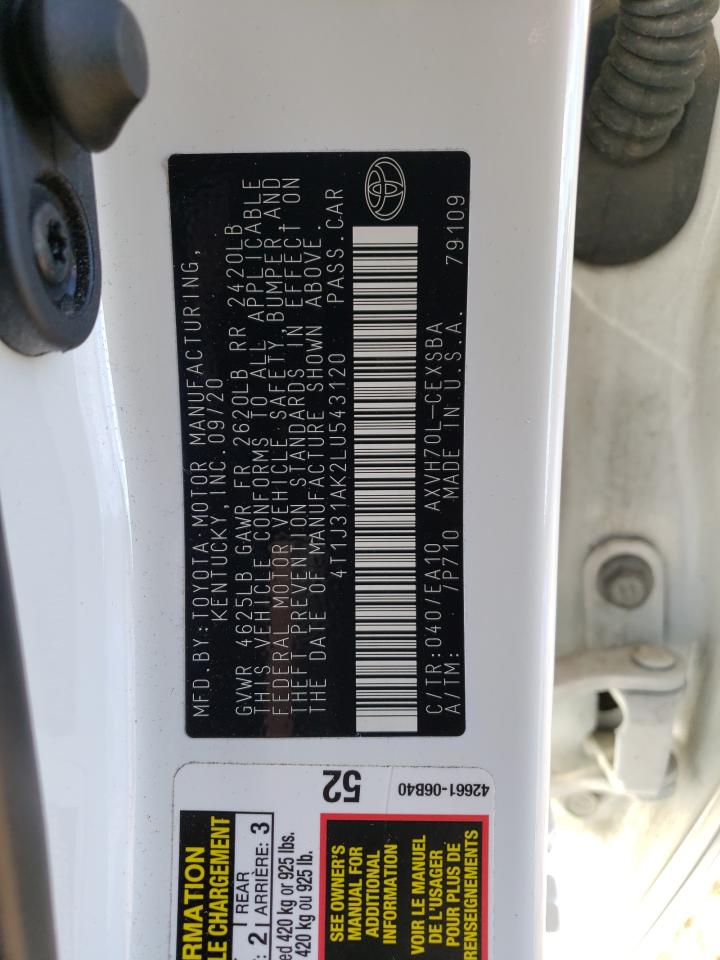 MFD.BY:TOYOTA MOTOR MANUFACTURING,
KENTUCKY, INC. 09/20
GVWR 4625LB GAWR FR 2620LB RR 2420LB
THIS VEHICLE CONFORMS TO ALL APPLICABLE
FEDERAL MOTOR VEHICLE SAFETY, BUMPER, AND
THEFT PREVENTION STANDARDS IN EFFECT ON
THE DATE OF MANUFACTURE SHOWN ABOVE.
4T1J31AK2LU543120 PASS.CAR
C/TR:040/EA10 AXVH70L-CEXSBA
A/TM: /P710 MADE IN U.S.A. 79109
52
42661-06B40
RMATION
LE CHARGEMENT
: 2 REAR
ARRIÈRE: 3
ed 420 kg or 925 lbs.
420 kg ou 925 lb.
SEE OWNER'S
MANUAL FOR
ADDITIONAL
INFORMATION
VOIR LE MANUEL
DE L'USAGER
POUR PLUS DE
RENSEIGNEMENTS